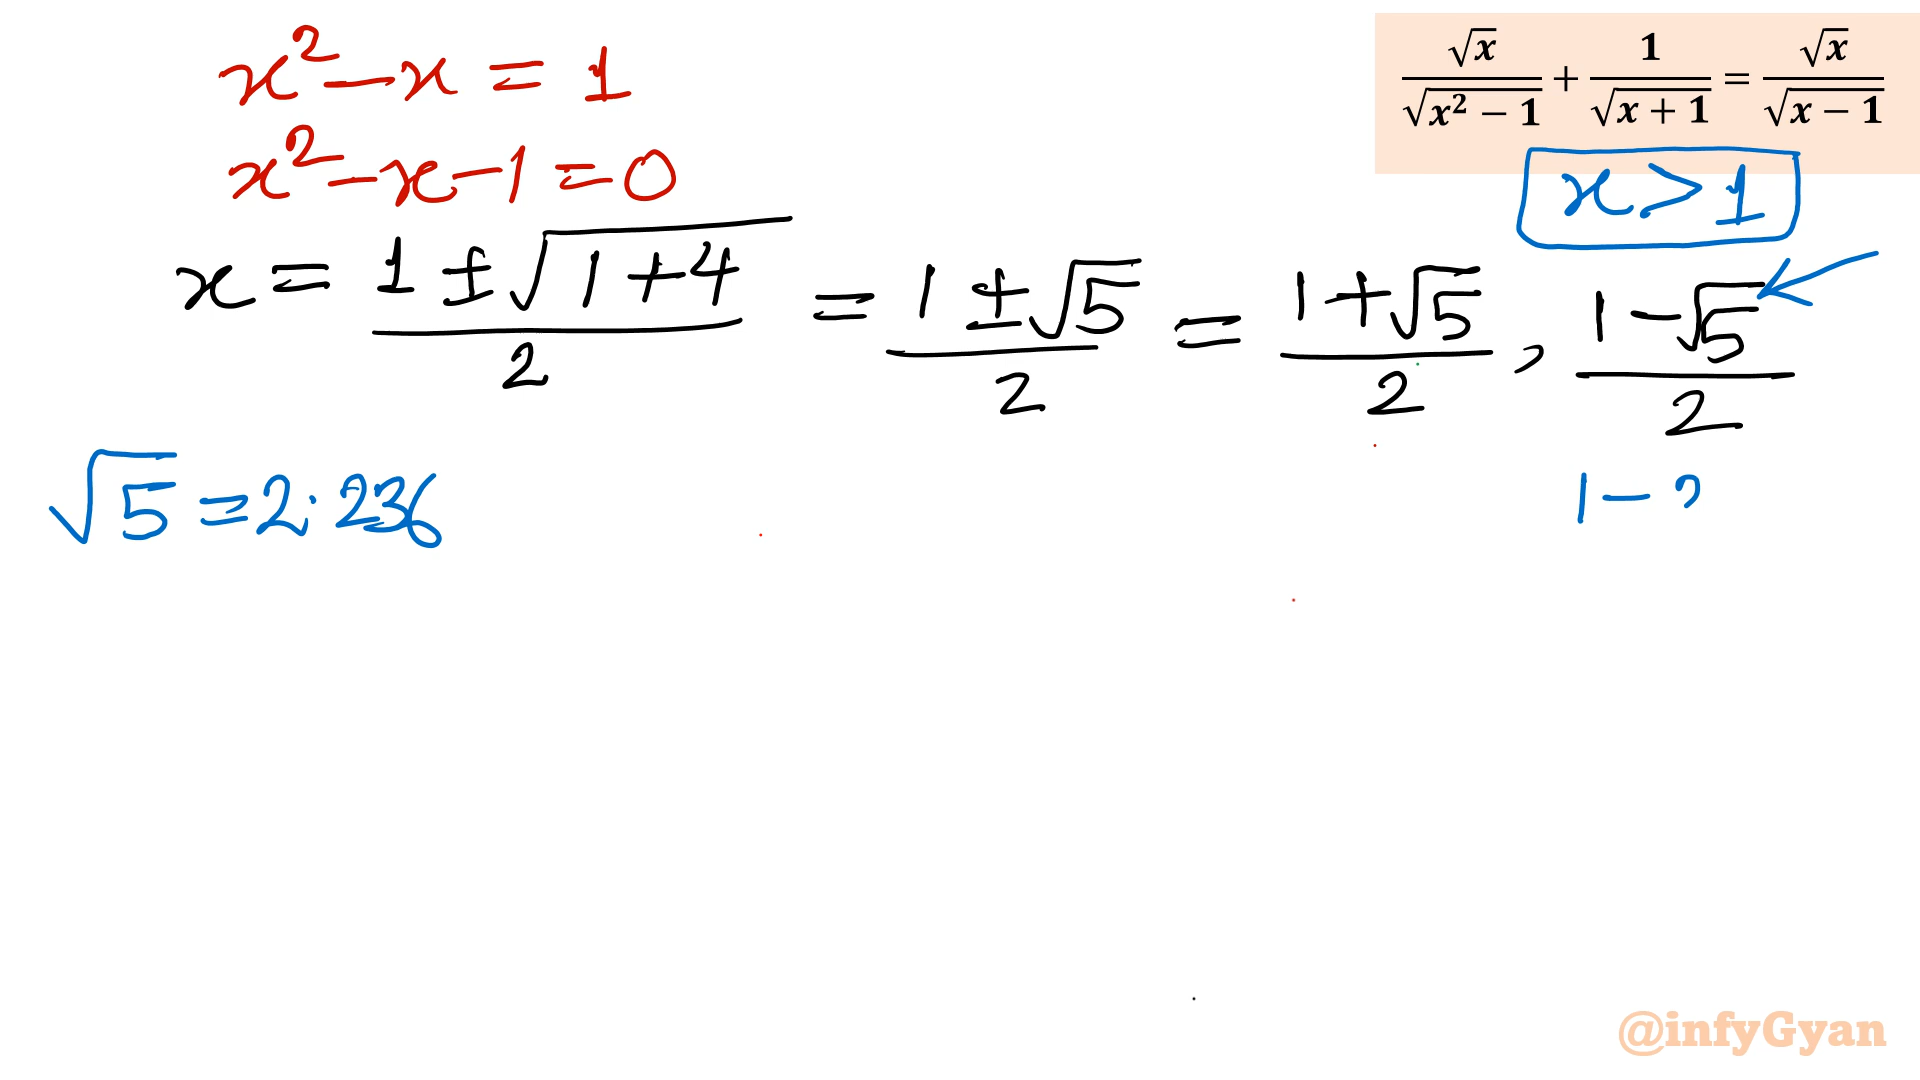 x² − x = 1
√x/√(x² − 1) + 1/√(x + 1) = √x/√(x − 1)
x² − x − 1 = 0
x > 1
x = (1 ± √(1 + 4))/2 = (1 ± √5)/2 = (1 + √5)/2 , (1 − √5)/2
√5 = 2.236
1 − 2
@infyGyan